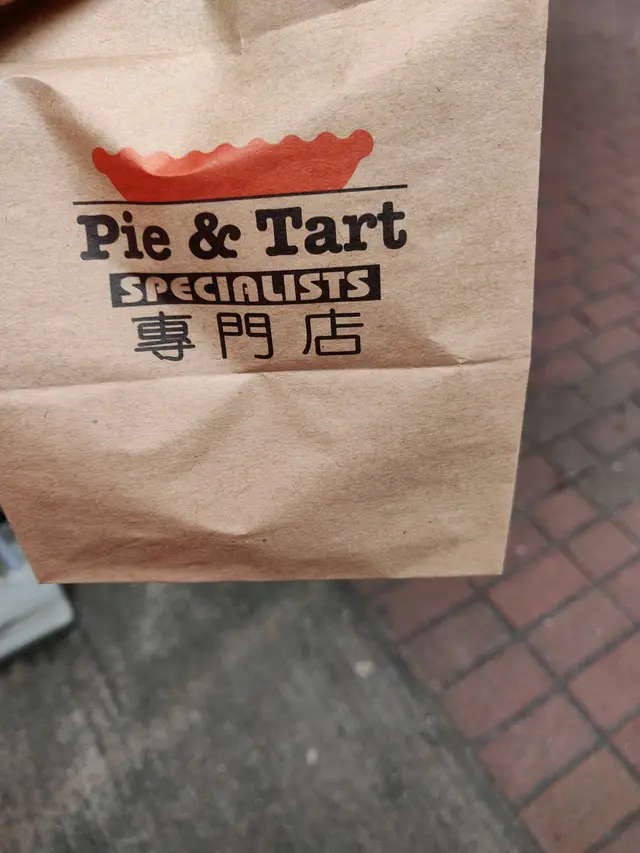 Pie & Tart
SPECIALISTS
專門店